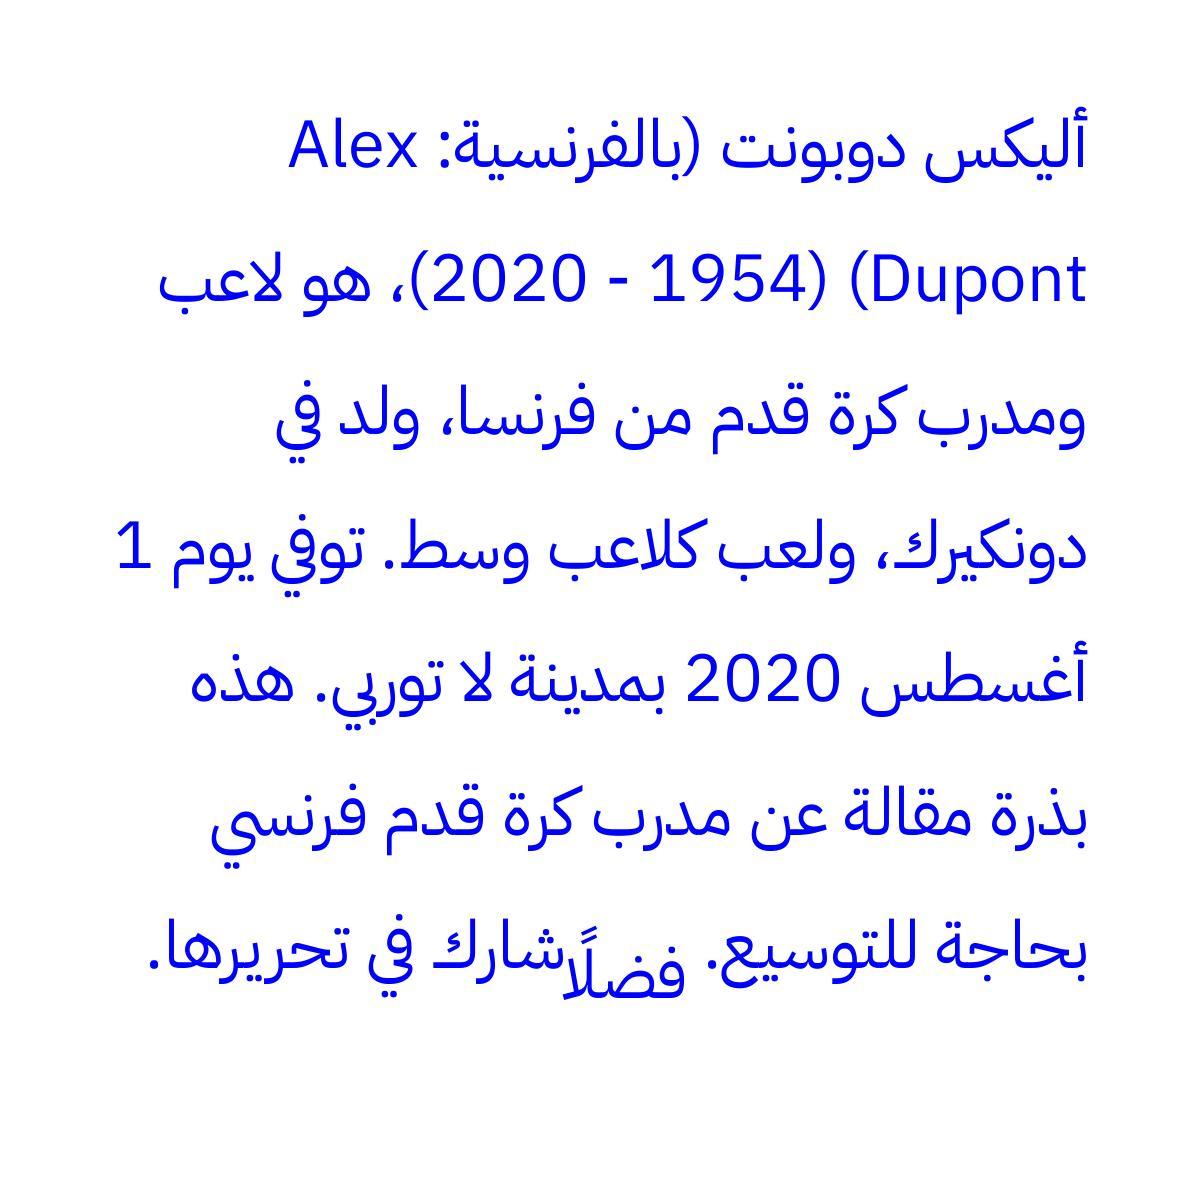 أليكس دوبونت (بالفرنسية: Alex
Dupont) (1954 - 2020)، هو لاعب
ومدرب كرة قدم من فرنسا، ولد في
دونكيرك، ولعب كلاعب وسط. توفي يوم 1
أغسطس 2020 بمدينة لا توربي. هذه
بذرة مقالة عن مدرب كرة قدم فرنسي
بحاجة للتوسيع. فضلًا شارك في تحريرها.